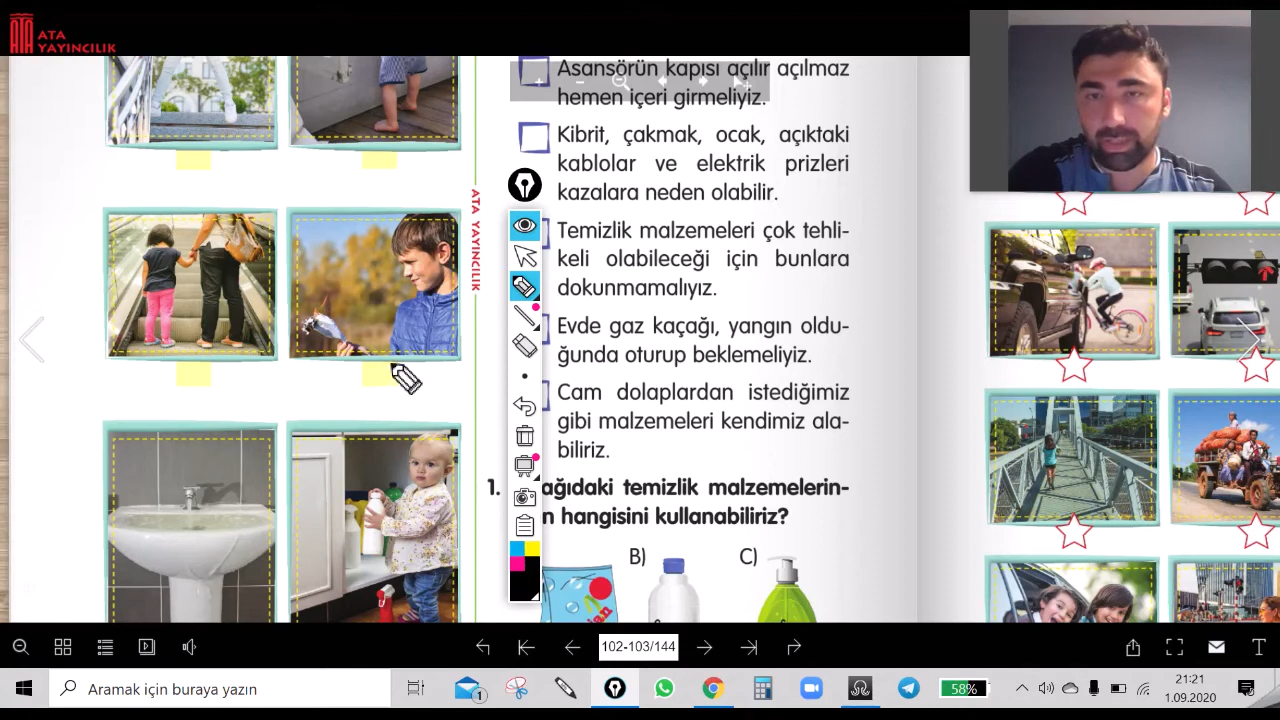 ATA
YAYINCILIK
Asansörün kapısı açılır açılmaz
hemen içeri girmeliyiz.
Kibrit, çakmak, ocak, açıktaki
kablolar ve elektrik prizleri
kazalara neden olabilir.
Temizlik malzemeleri çok tehli-
keli olabileceği için bunlara
dokunmamalıyız.
Evde gaz kaçağı, yangın oldu-
ğunda oturup beklemeliyiz.
Cam dolaplardan istediğimiz
gibi malzemeleri kendimiz ala-
biliriz.
ATA YAYINCILIK
1. ağıdaki temizlik malzemelerin-
n hangisini kullanabiliriz?
B) C)
102-103/144
T
Aramak için buraya yazın
1
58%
21:21
1.09.2020